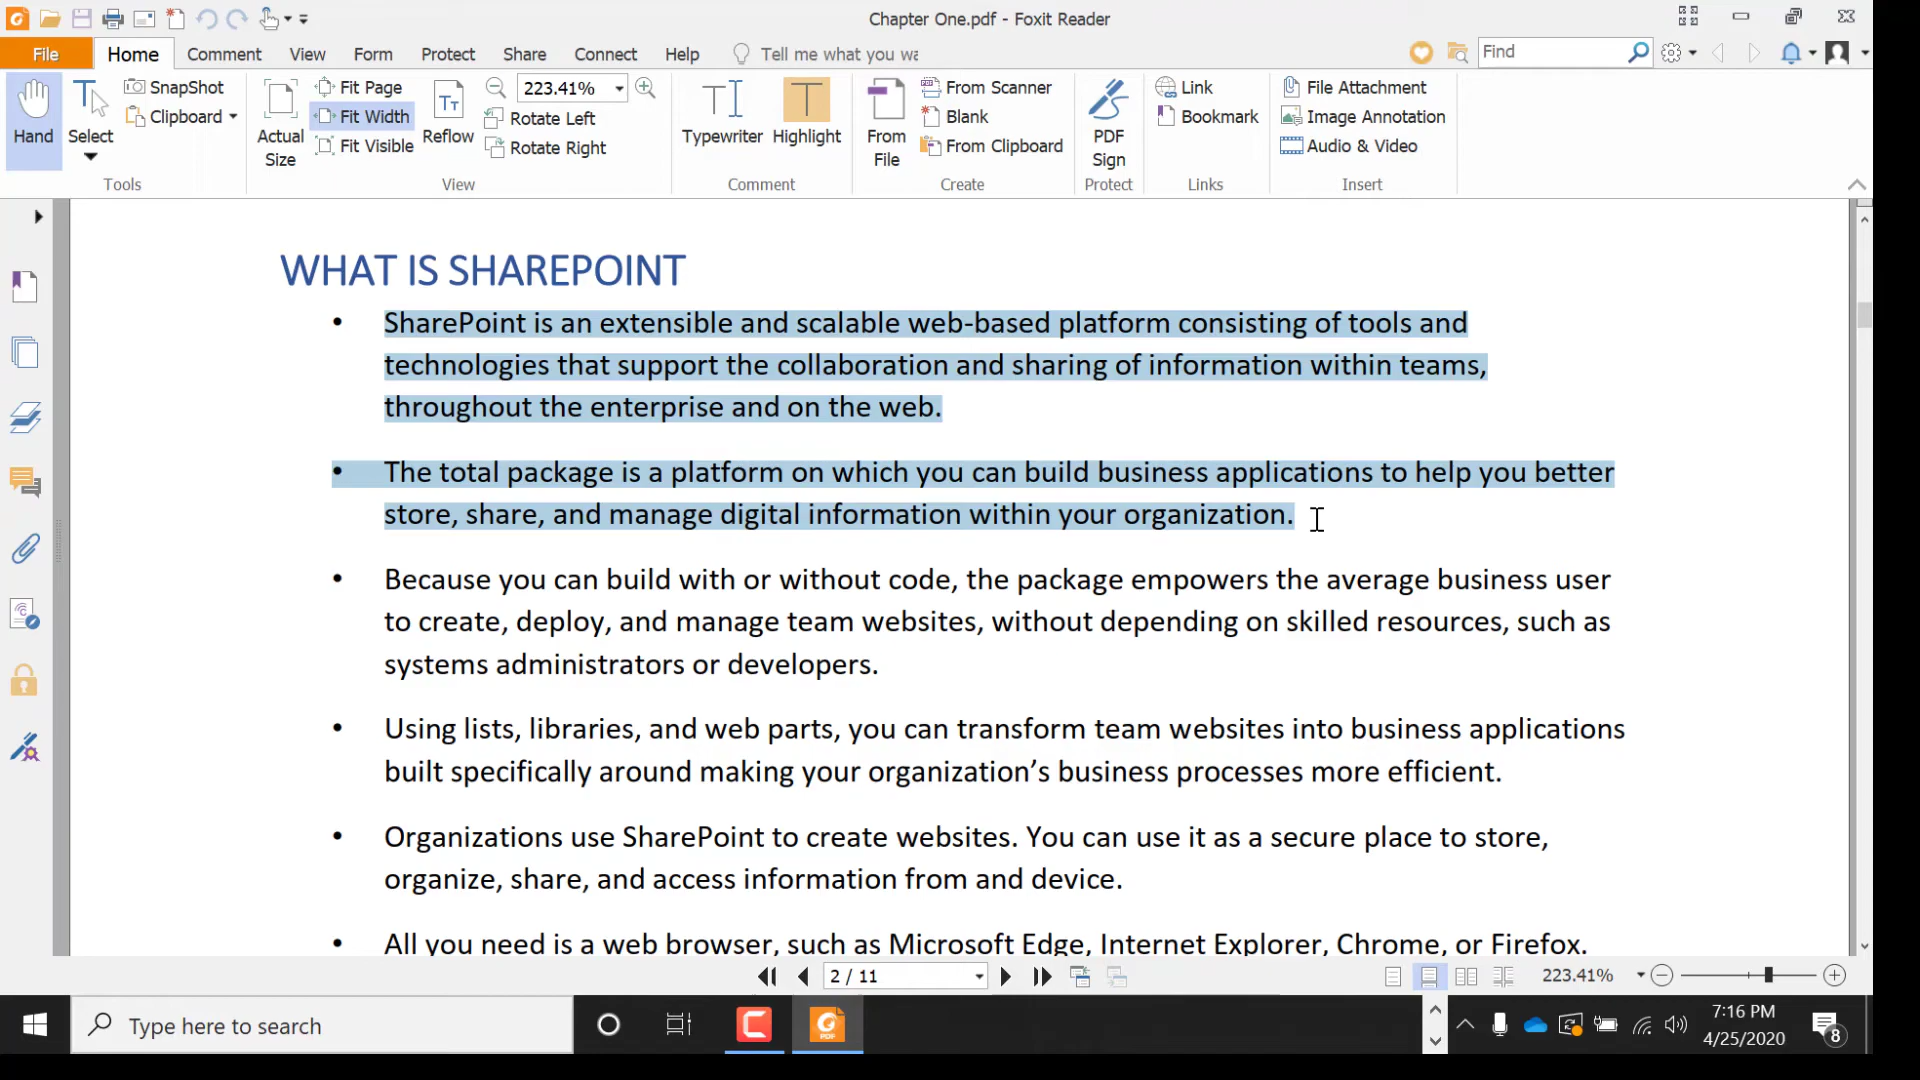 Chapter One.pdf - Foxit Reader
File Home Comment View Form Protect Share Connect Help Tell me what you wa Find
Hand
Select
SnapShot
Clipboard
Tools
Actual Size
Fit Page
Fit Width
Fit Visible
Reflow
223.41%
Rotate Left
Rotate Right
View
Typewriter
Highlight
Comment
From File
From Scanner
Blank
From Clipboard
Create
PDF Sign
Protect
Link
Bookmark
Links
File Attachment
Image Annotation
Audio & Video
Insert
WHAT IS SHAREPOINT
• SharePoint is an extensible and scalable web-based platform consisting of tools and
technologies that support the collaboration and sharing of information within teams,
throughout the enterprise and on the web.
• The total package is a platform on which you can build business applications to help you better
store, share, and manage digital information within your organization.
• Because you can build with or without code, the package empowers the average business user
to create, deploy, and manage team websites, without depending on skilled resources, such as
systems administrators or developers.
• Using lists, libraries, and web parts, you can transform team websites into business applications
built specifically around making your organization’s business processes more efficient.
• Organizations use SharePoint to create websites. You can use it as a secure place to store,
organize, share, and access information from and device.
• All you need is a web browser, such as Microsoft Edge, Internet Explorer, Chrome, or Firefox.
2 / 11
223.41%
Type here to search
7:16 PM
4/25/2020
8